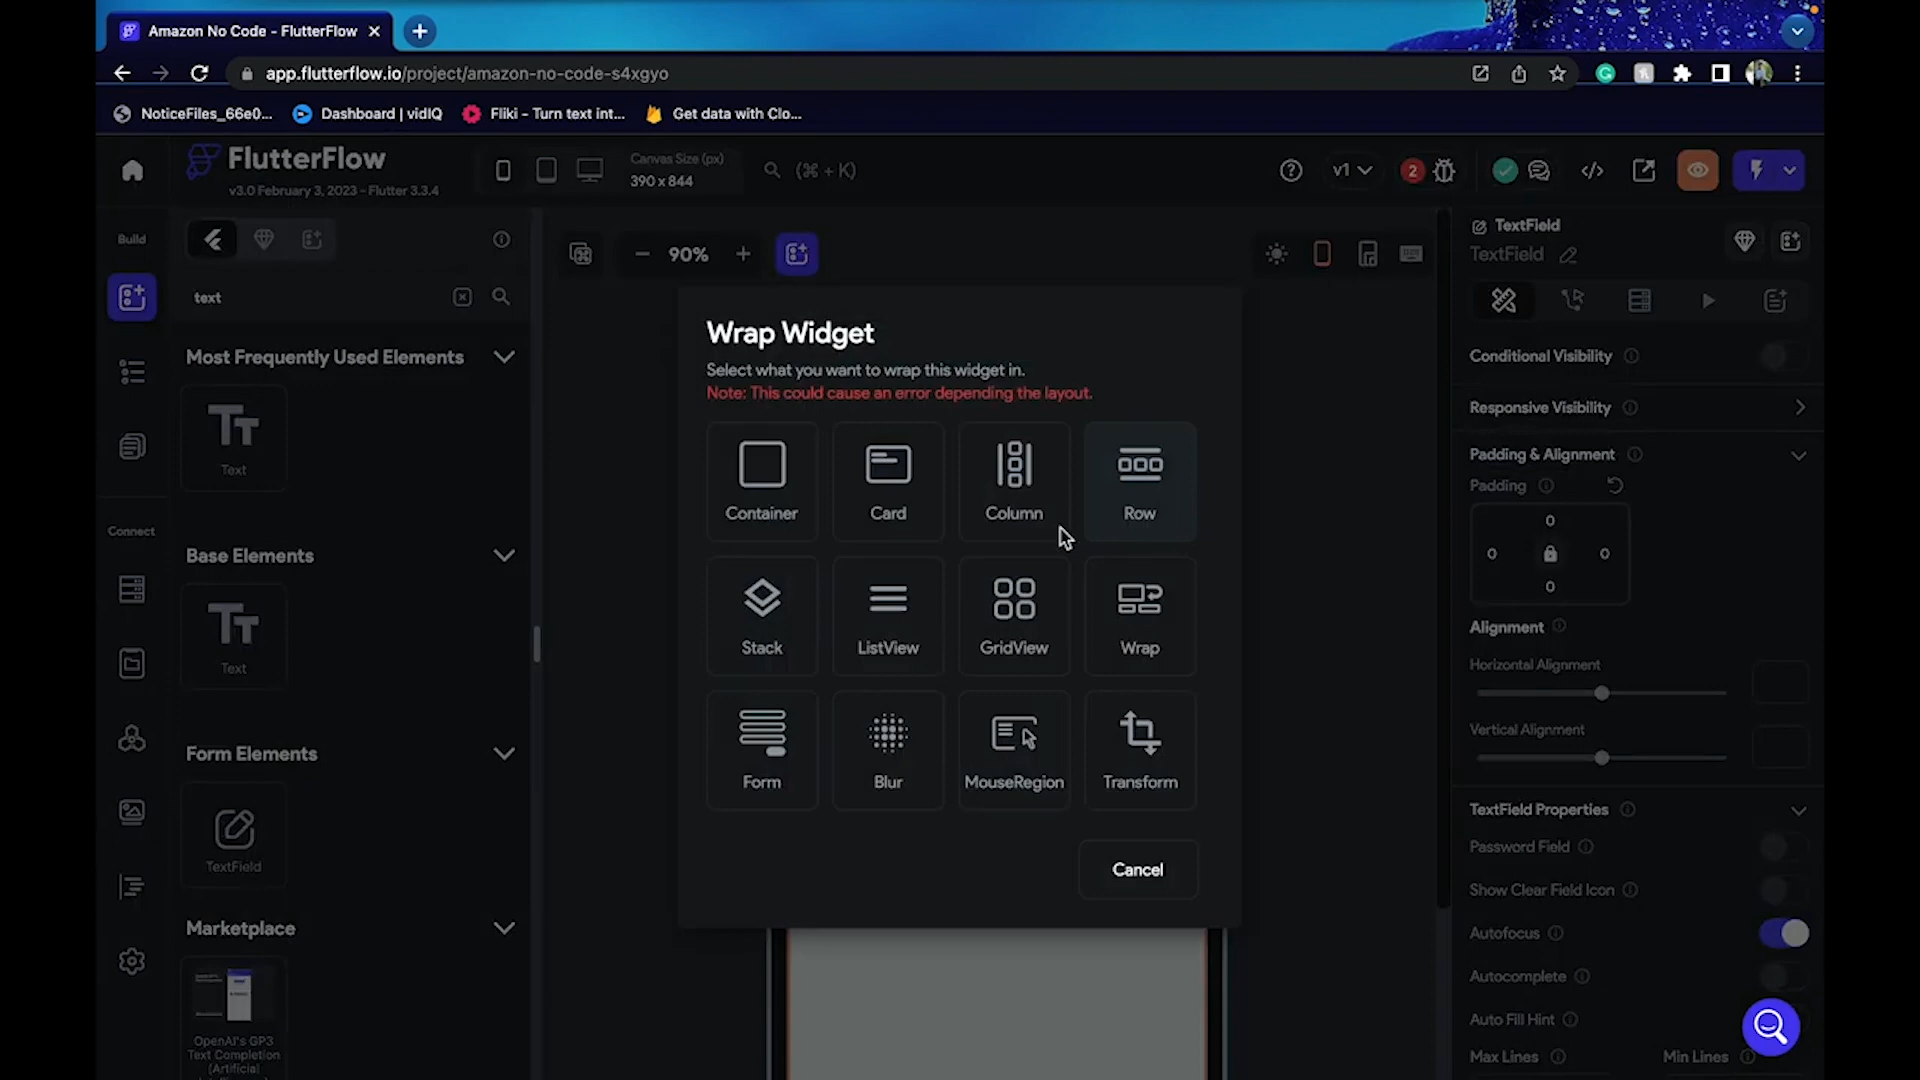 Amazon No Code - FlutterFlow
app.flutterflow.io/project/amazon-no-code-s4xgyo
NoticeFiles_66e0...
Dashboard | vidIQ
Fliki - Turn text int...
Get data with Clo...
FlutterFlow
v3.0 February 3, 2023 - Flutter 3.3.4
Canvas Size (px)
390 x 844
(⌘ + K)
v1
2
Build
text
Most Frequently Used Elements
Text
Connect
Base Elements
Text
Form Elements
TextField
Marketplace
OpenAI's GP3
Text Completion
(Artificial
90%
Wrap Widget
Select what you want to wrap this widget in.
Note: This could cause an error depending the layout.
Container
Card
Column
Row
Stack
ListView
GridView
Wrap
Form
Blur
MouseRegion
Transform
Cancel
TextField
TextField
Conditional Visibility
Responsive Visibility
Padding & Alignment
Padding
0
0
0
0
Alignment
Horizontal Alignment
Vertical Alignment
TextField Properties
Password Field
Show Clear Field Icon
Autofocus
Autocomplete
Auto Fill Hint
Max Lines
Min Lines